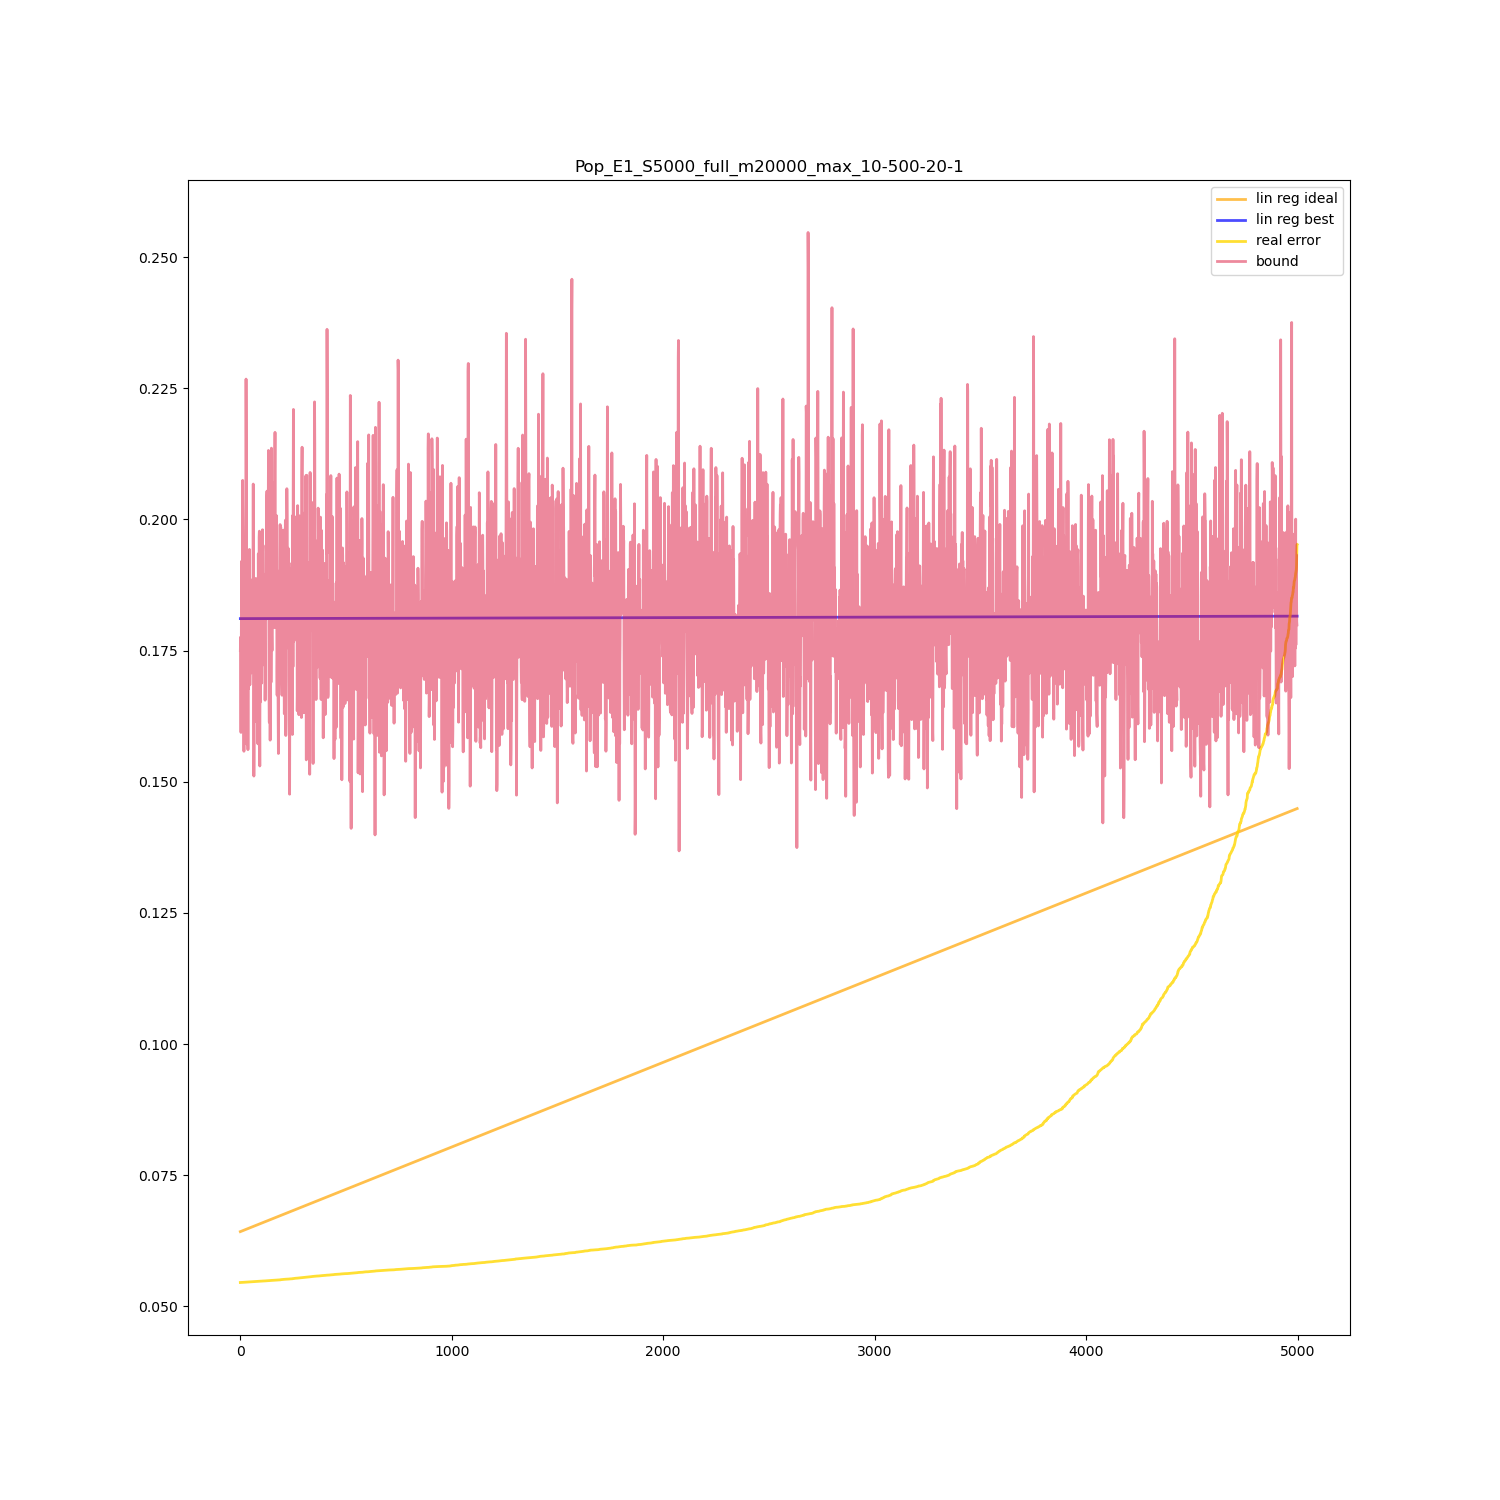 Pop_E1_S5000_full_m20000_max_10-500-20-1
lin reg ideal
lin reg best
real error
bound
0.250
0.225
0.200
0.175
0.150
0.125
0.100
0.075
0.050
0 1000 2000 3000 4000 5000